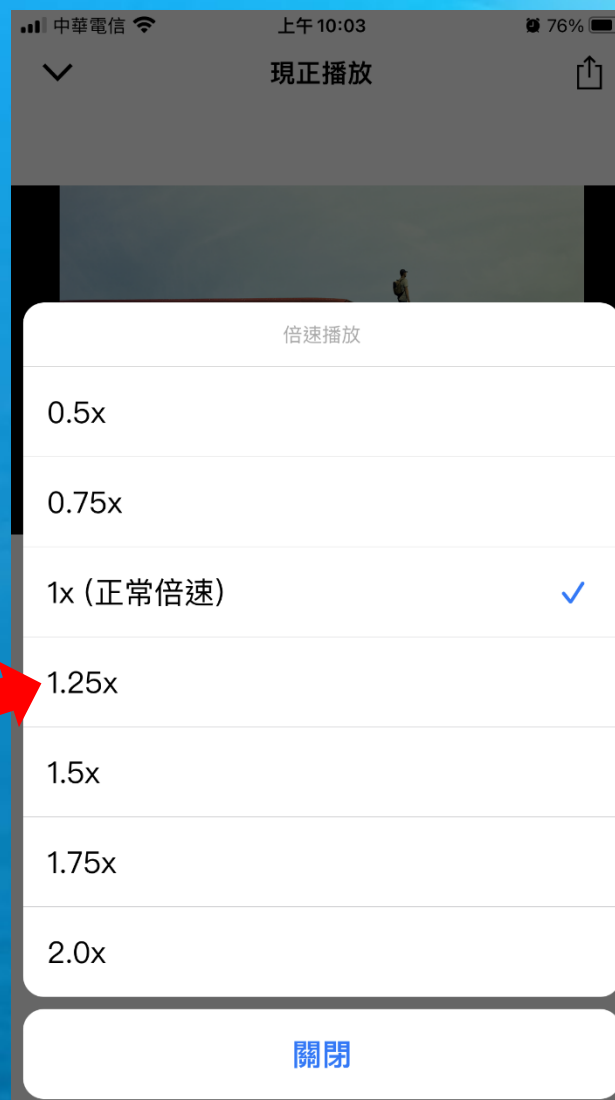 中華電信 上午10:03 76%
現正播放
倍速播放
0.5x
0.75x
1x (正常倍速)
1.25x
1.5x
1.75x
2.0x
關閉